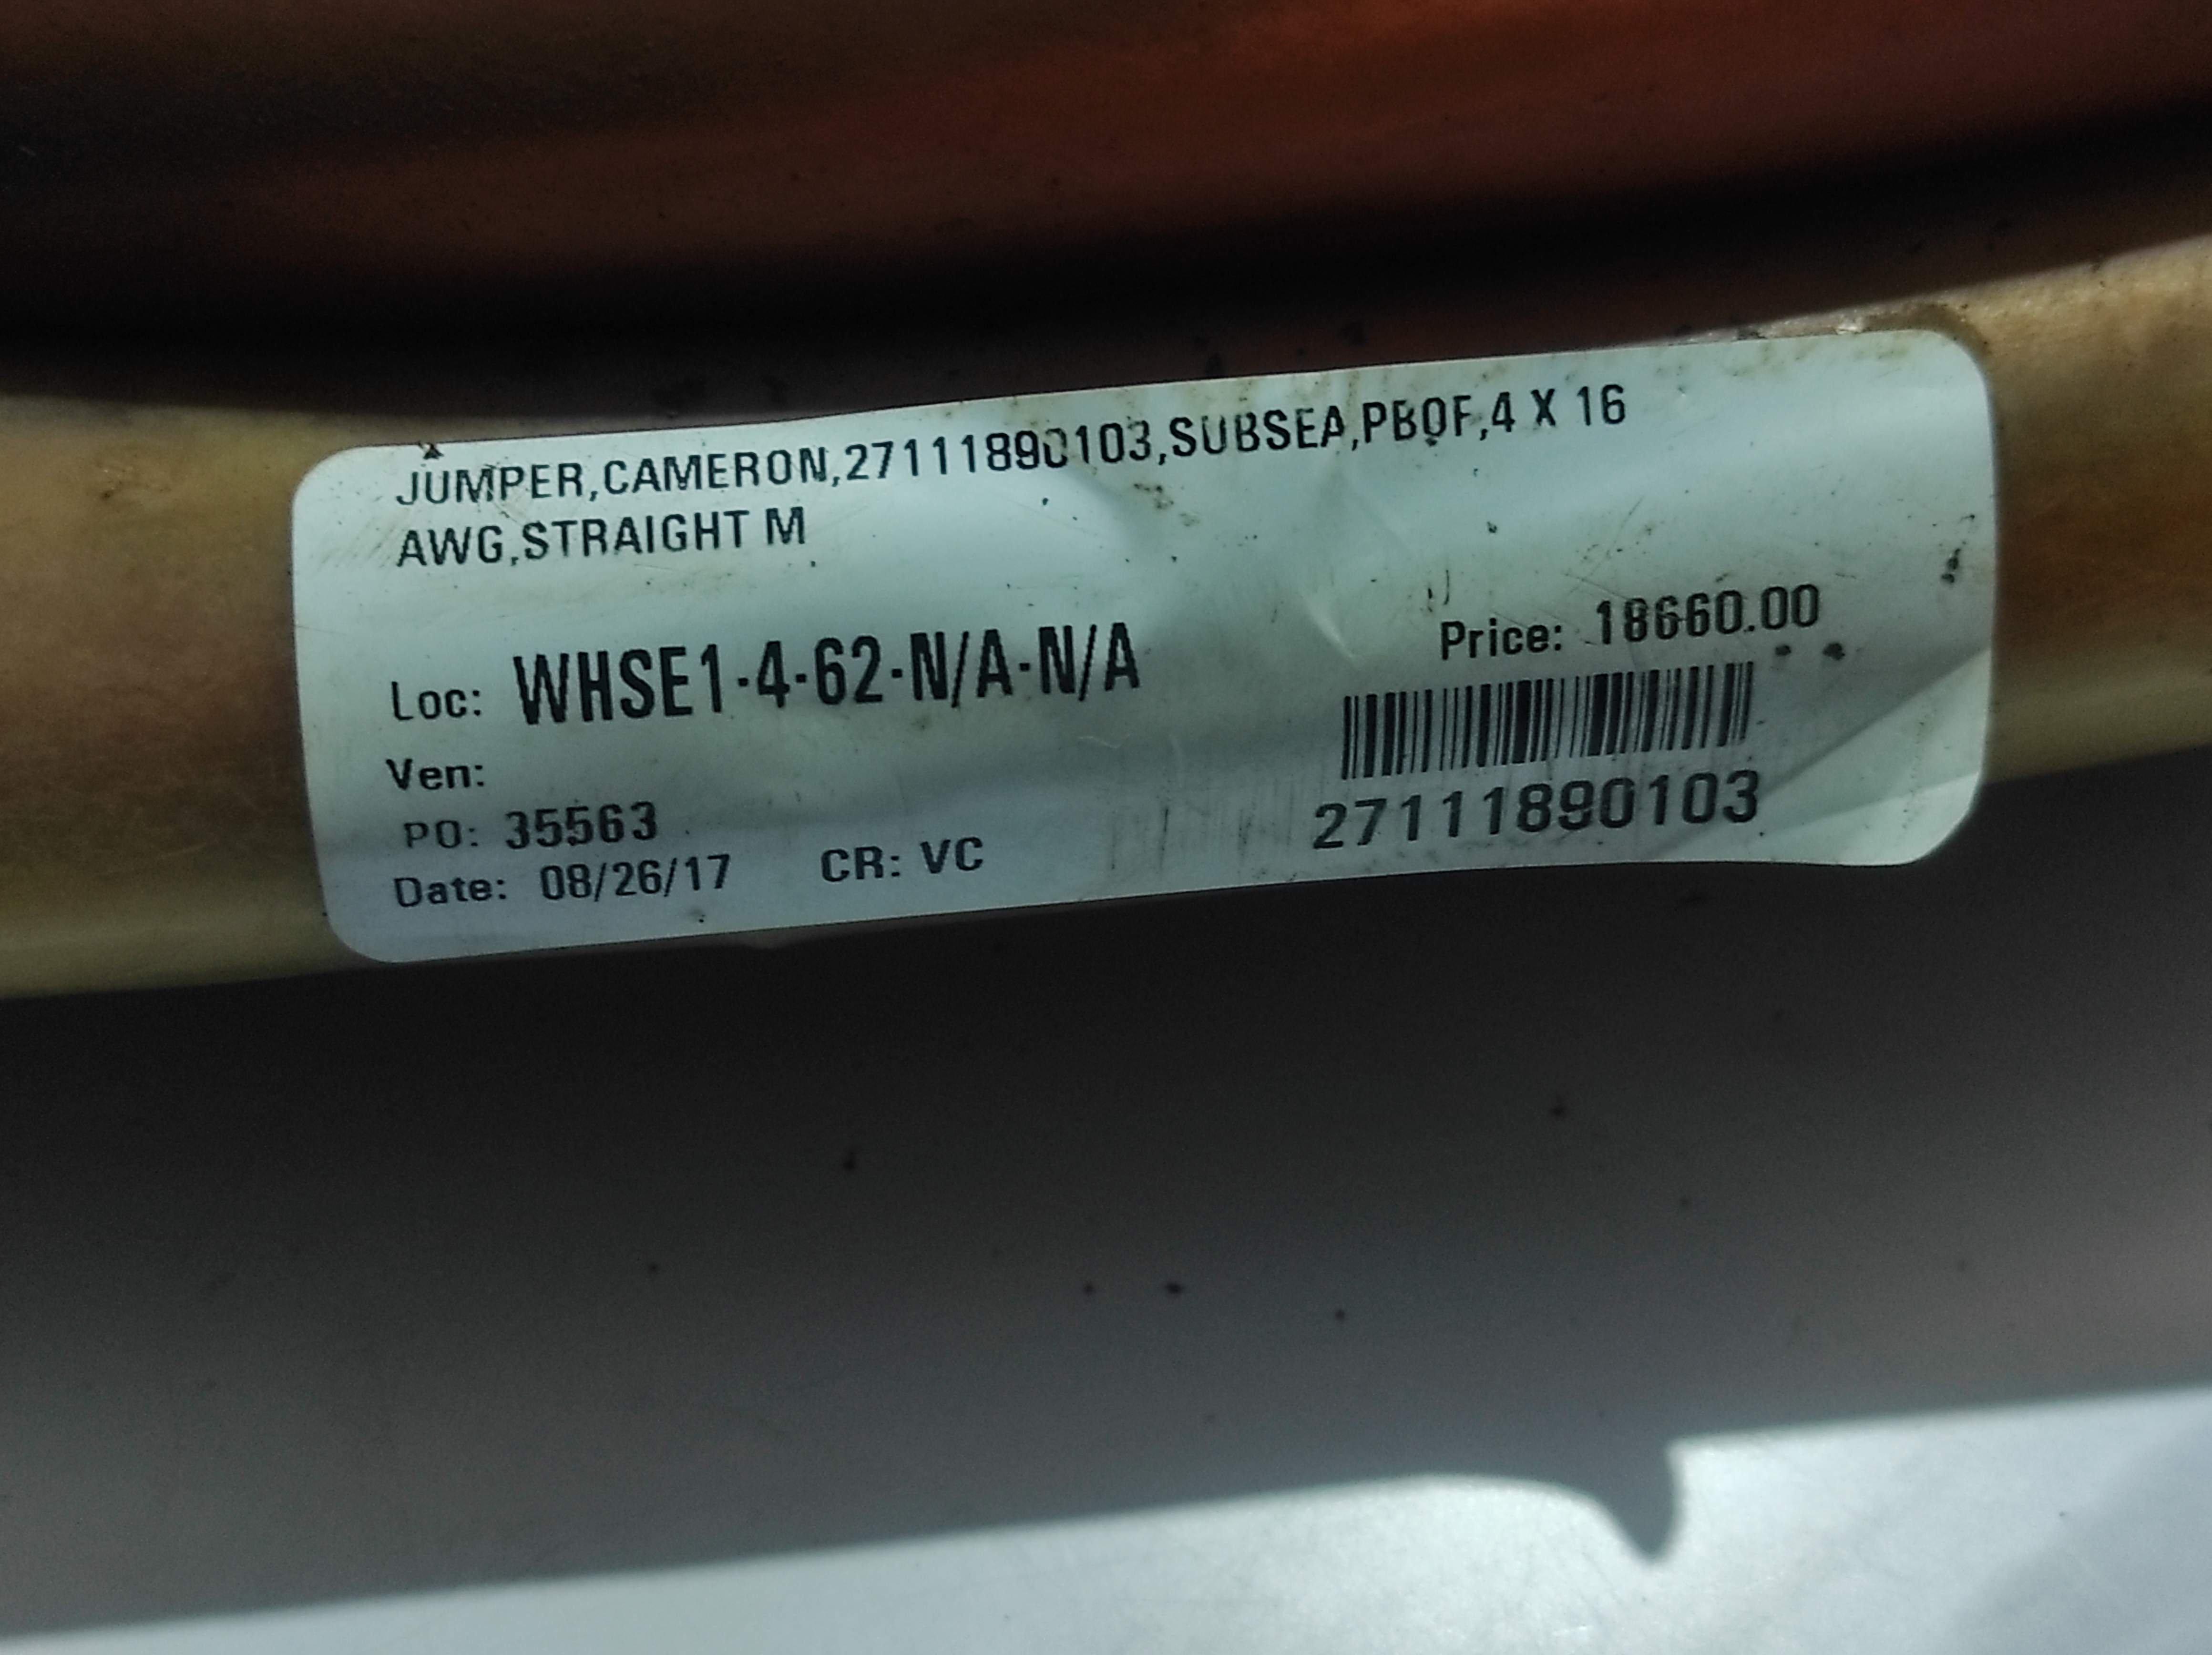 JUMPER,CAMERON,27111890103,SUBSEA,PBOF,4 X 16
AWG,STRAIGHT M
Loc: WHSE1-4-62-N/A-N/A
Price: 18660.00
Ven:
PO: 35563
27111890103
Date: 08/26/17 CR: VC